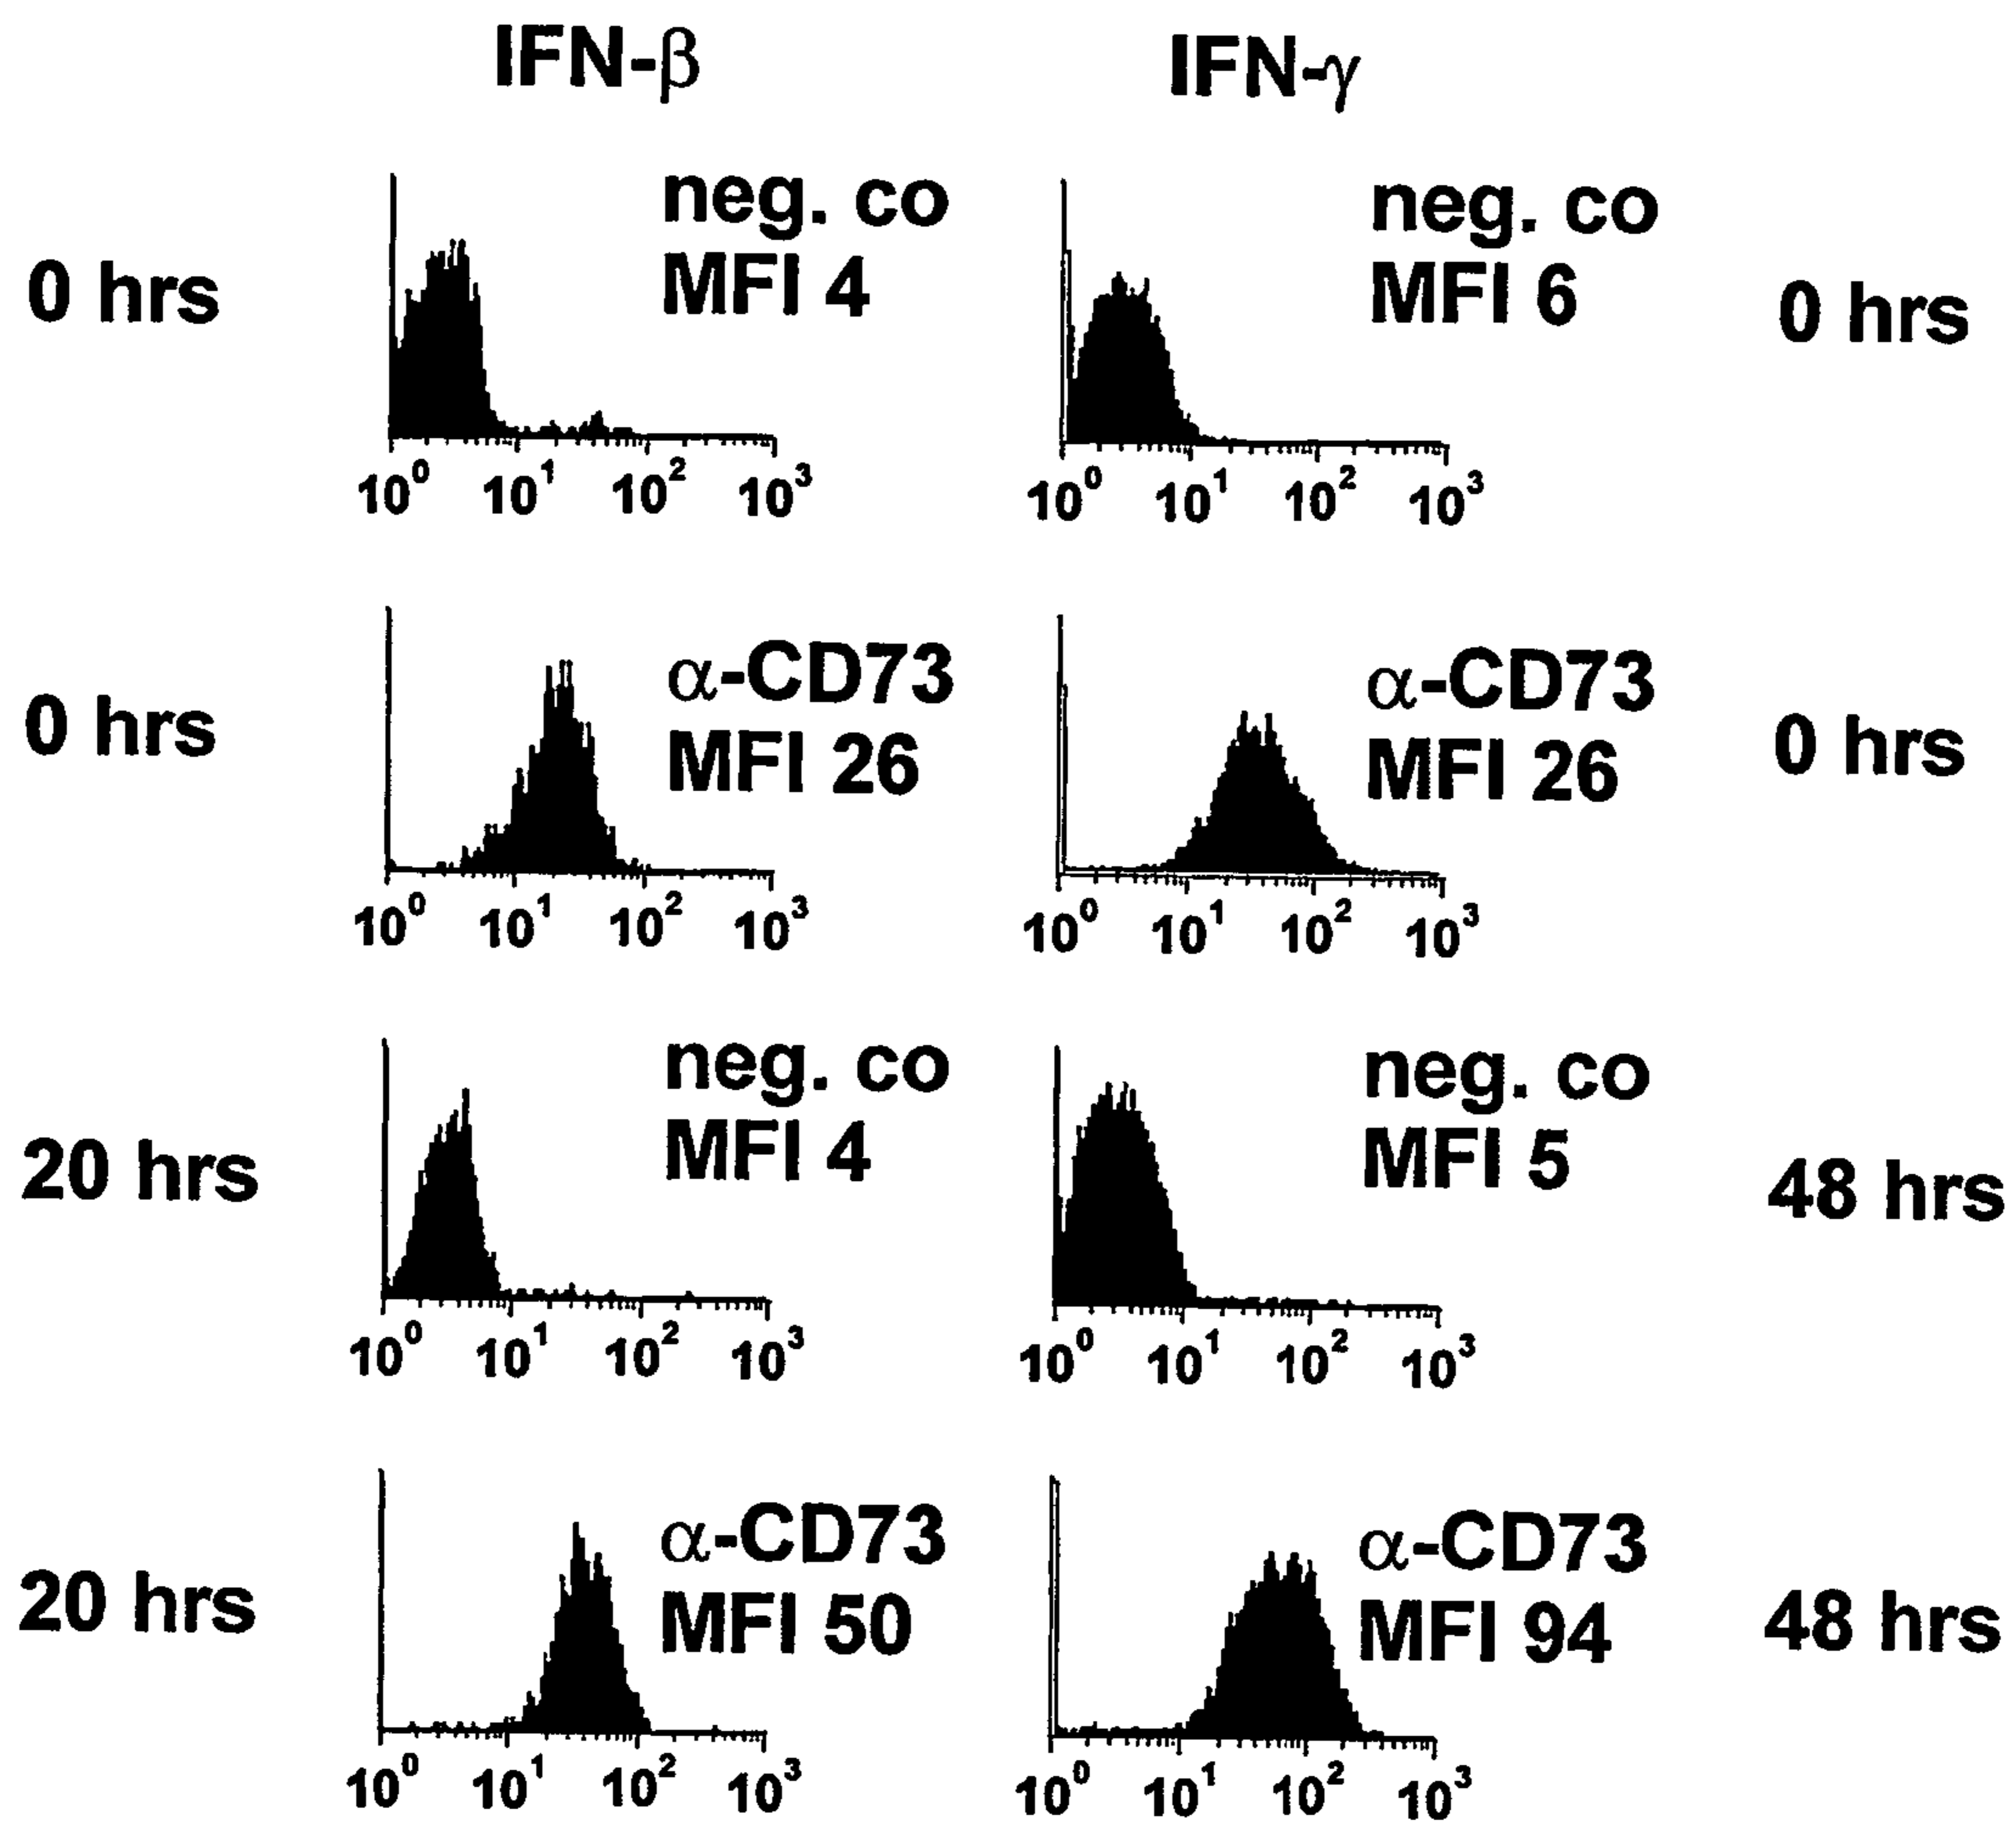 IFN-β IFN-γ
0 hrs
neg. co
MFI 4
10⁰ 10¹ 10² 10³
neg. co
MFI 6
0 hrs
10⁰ 10¹ 10² 10³
0 hrs
α-CD73
MFI 26
10⁰ 10¹ 10² 10³
α-CD73
MFI 26
0 hrs
10⁰ 10¹ 10² 10³
20 hrs
neg. co
MFI 4
10⁰ 10¹ 10² 10³
neg. co
MFI 5
48 hrs
10⁰ 10¹ 10² 10³
20 hrs
α-CD73
MFI 50
10⁰ 10¹ 10² 10³
α-CD73
MFI 94
48 hrs
10⁰ 10¹ 10² 10³